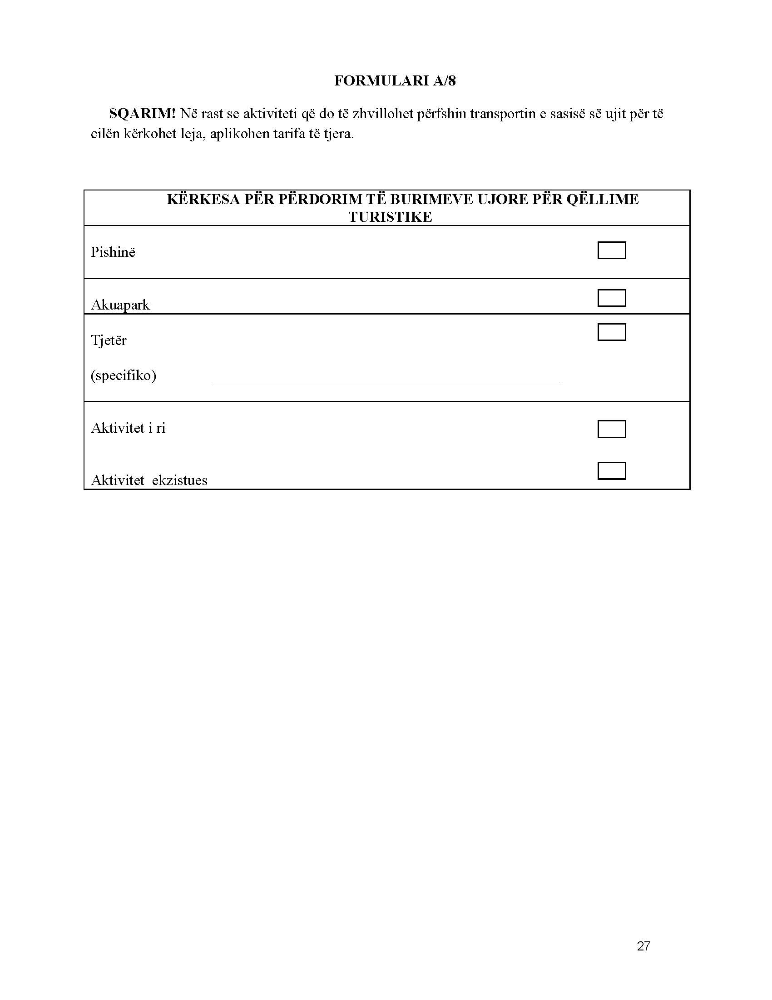 FORMULARI A/8
SQARIM! Në rast se aktiviteti që do të zhvillohet përfshin transportin e sasisë së ujit për të
cilën kërkohet leja, aplikohen tarifa të tjera.
KËRKESA PËR PËRDORIM TË BURIMEVE UJORE PËR QËLLIME
TURISTIKE
Pishinë
Akuapark
Tjetër
(specifiko)
Aktivitet i ri
Aktivitet ekzistues
27